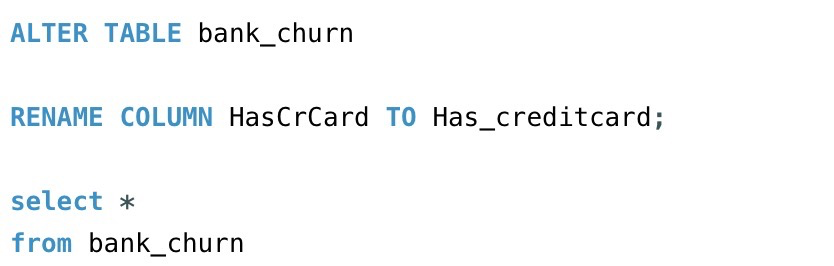 ALTER TABLE bank_churn
RENAME COLUMN HasCrCard TO Has_creditcard;
select *
from bank_churn